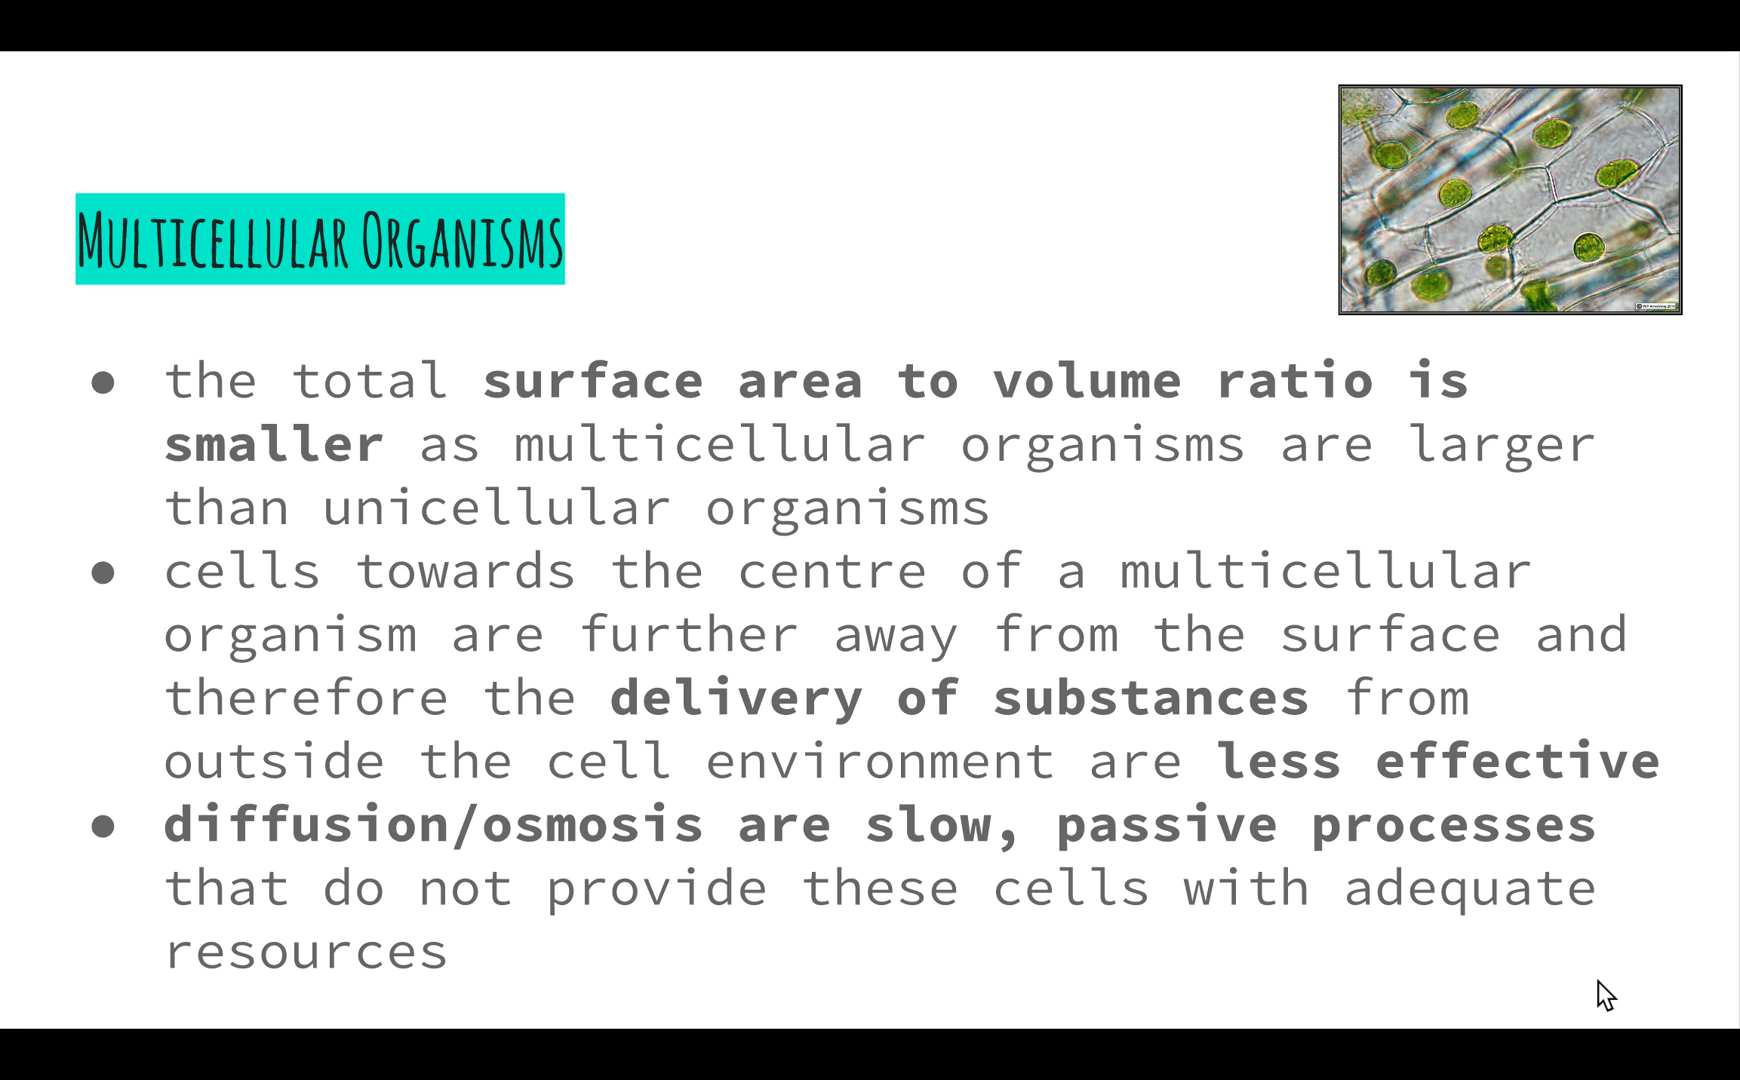 Multicellular Organisms
● the total surface area to volume ratio is
smaller as multicellular organisms are larger
than unicellular organisms
● cells towards the centre of a multicellular
organism are further away from the surface and
therefore the delivery of substances from
outside the cell environment are less effective
● diffusion/osmosis are slow, passive processes
that do not provide these cells with adequate
resources